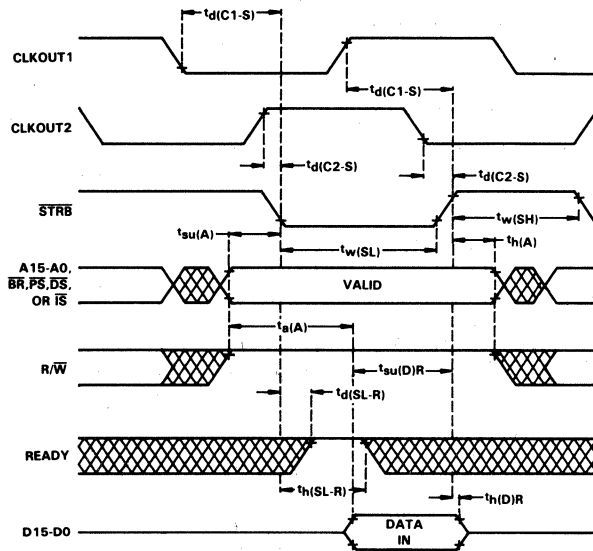 td(C1-S)
CLKOUT1
td(C1-S)
CLKOUT2
td(C2-S)
td(C2-S)
STRB
tw(SH)
tsu(A)
tw(SL)
th(A)
A15-A0,
BR,PS,DS,
OR IS
VALID
ta(A)
R/W
tsu(D)R
td(SL-R)
READY
th(SL-R)
th(D)R
D15-D0
DATA
IN